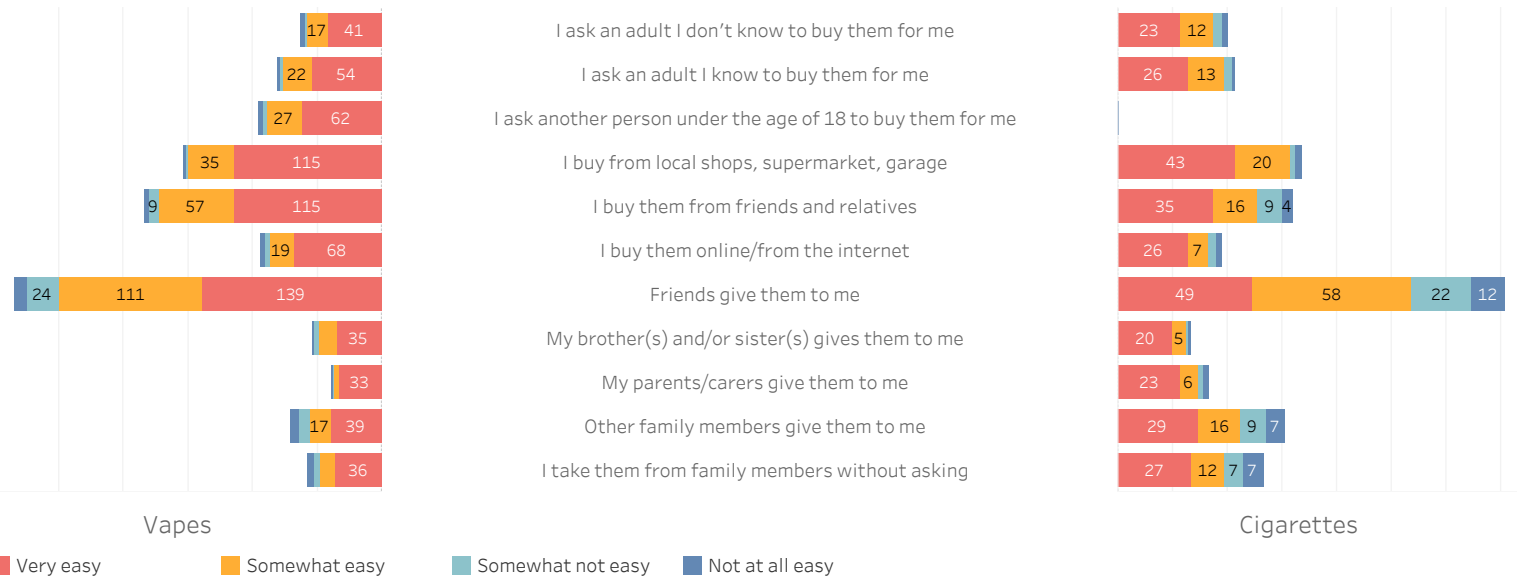 17 41 I ask an adult I don't know to buy them for me 23 12
22 54 I ask an adult I know to buy them for me 26 13
27 62 I ask another person under the age of 18 to buy them for me
35 115 I buy from local shops, supermarket, garage 43 20
9 57 115 I buy them from friends and relatives 35 16 9 4
19 68 I buy them online/from the internet 26 7
24 111 139 Friends give them to me 49 58 22 12
35 My brother(s) and/or sister(s) gives them to me 20 5
33 My parents/carers give them to me 23 6
17 39 Other family members give them to me 29 16 9 7
36 I take them from family members without asking 27 12 7 7
Vapes Cigarettes
Very easy Somewhat easy Somewhat not easy Not at all easy